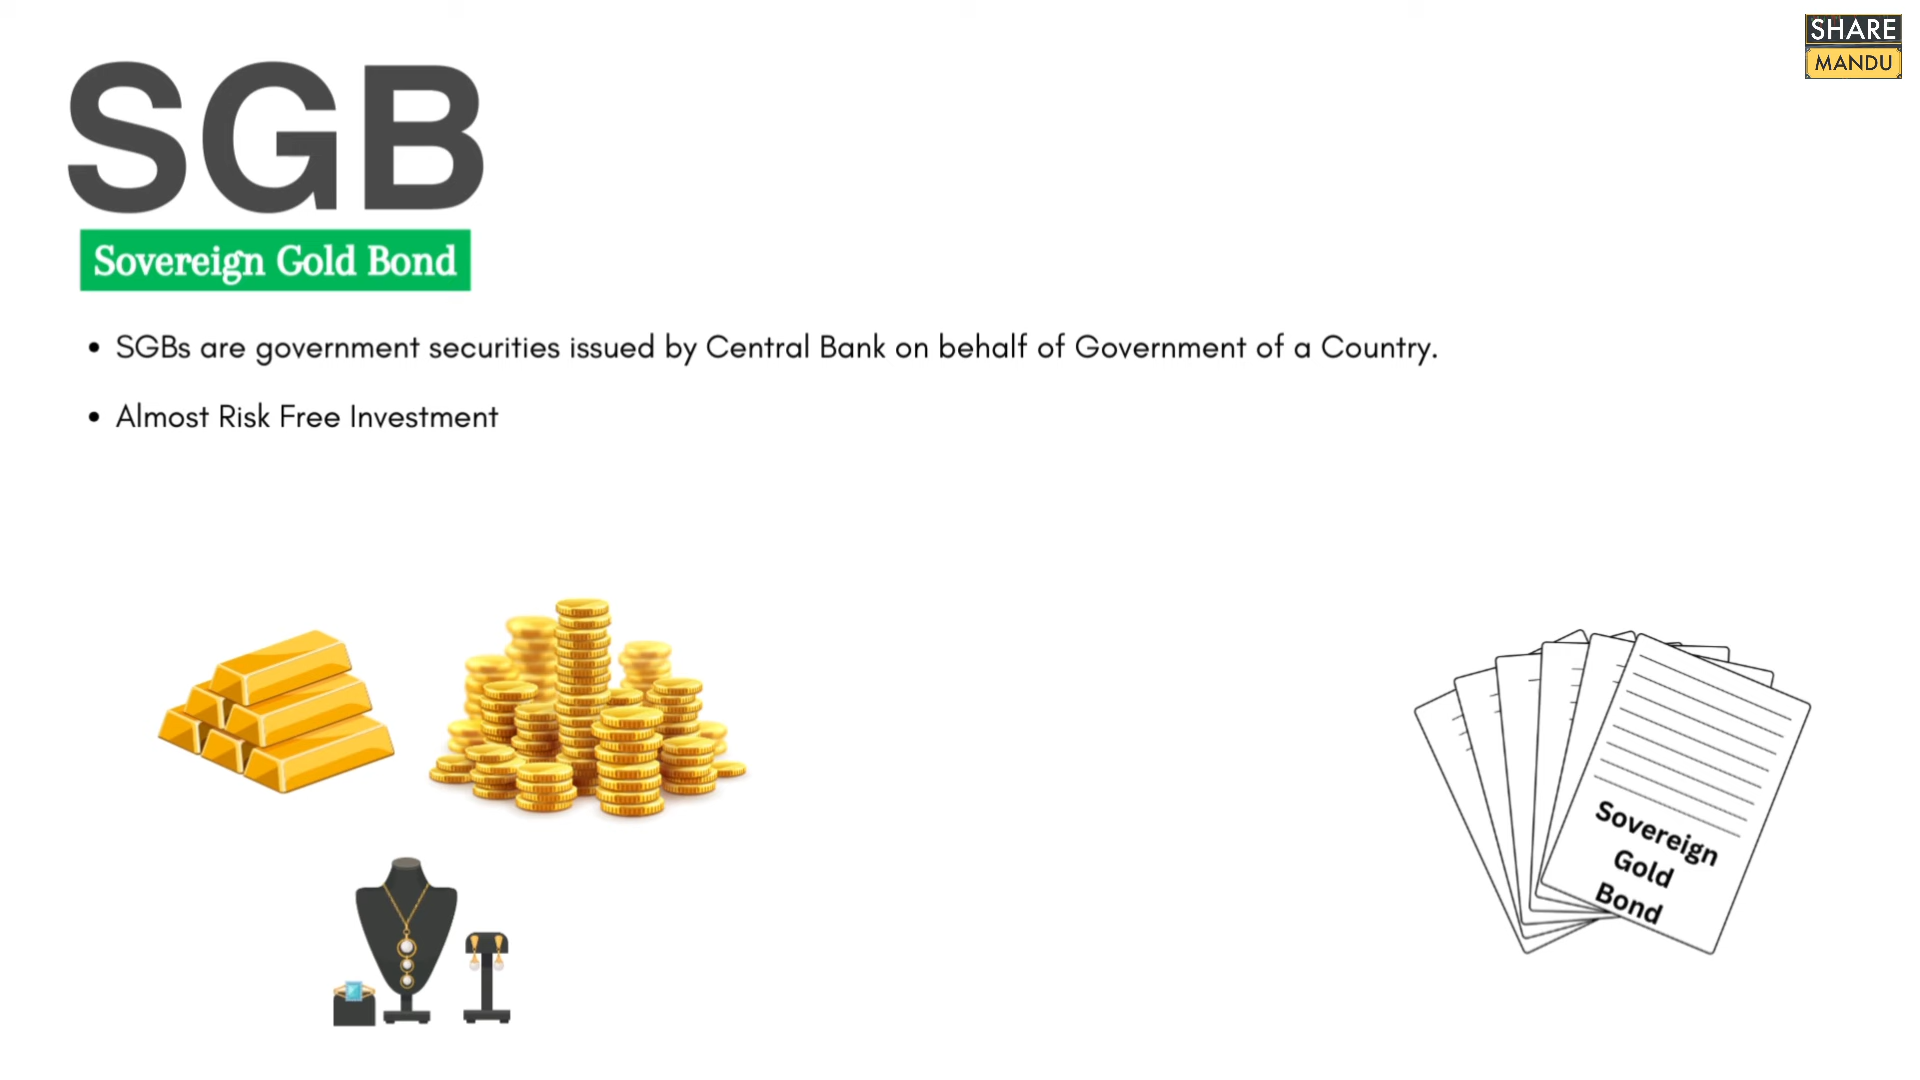 SHARE
MANDU
SGB
Sovereign Gold Bond
• SGBs are government securities issued by Central Bank on behalf of Government of a Country.
• Almost Risk Free Investment
Sovereign
Gold
Bond